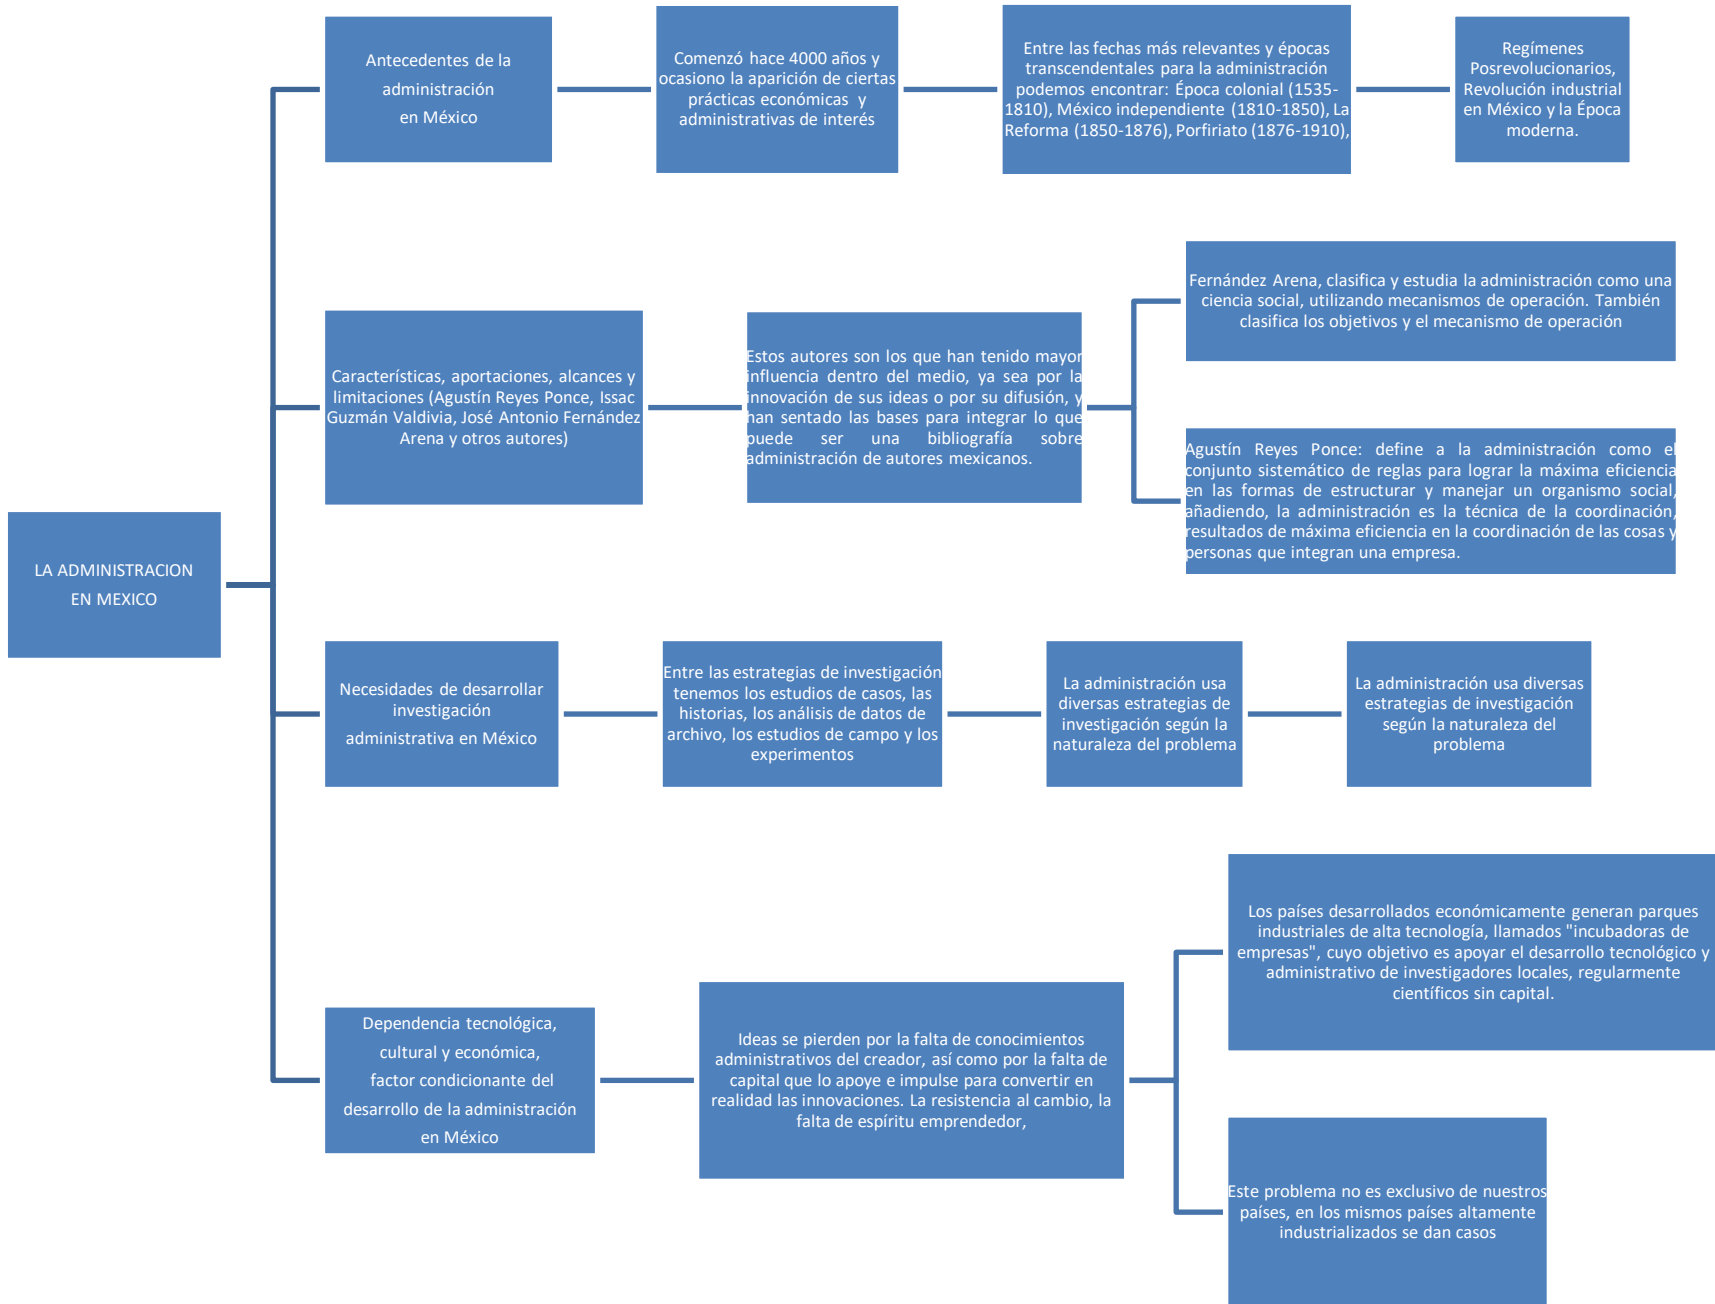 Antecedentes de la
administración
en México
Comenzó hace 4000 años y
ocasiono la aparición de ciertas
prácticas económicas y
administrativas de interés
Entre las fechas más relevantes y épocas
transcendentales para la administración
podemos encontrar: Época colonial (1535-
1810), México independiente (1810-1850), La
Reforma (1850-1876), Porfiriato (1876-1910),
Regímenes
Posrevolucionarios,
Revolución industrial
en México y la Época
moderna.
Características, aportaciones, alcances y
limitaciones (Agustín Reyes Ponce, Issac
Guzmán Valdivia, José Antonio Fernández
Arena y otros autores)
Estos autores son los que han tenido mayor
influencia dentro del medio, ya sea por la
innovación de sus ideas o por su difusión, y
han sentado las bases para integrar lo que
puede ser una bibliografía sobre
administración de autores mexicanos.
Fernández Arena, clasifica y estudia la administración como una
ciencia social, utilizando mecanismos de operación. También
clasifica los objetivos y el mecanismo de operación
Agustín Reyes Ponce: define a la administración como el
conjunto sistemático de reglas para lograr la máxima eficiencia
en las formas de estructurar y manejar un organismo social,
añadiendo, la administración es la técnica de la coordinación,
resultados de máxima eficiencia en la coordinación de las cosas y
personas que integran una empresa.
LA ADMINISTRACION
EN MEXICO
Necesidades de desarrollar
investigación
administrativa en México
Entre las estrategias de investigación
tenemos los estudios de casos, las
historias, los análisis de datos de
archivo, los estudios de campo y los
experimentos
La administración usa
diversas estrategias de
investigación según la
naturaleza del problema
La administración usa diversas
estrategias de investigación
según la naturaleza del
problema
Dependencia tecnológica,
cultural y económica,
factor condicionante del
desarrollo de la administración
en México
Ideas se pierden por la falta de conocimientos
administrativos del creador, así como por la falta de
capital que lo apoye e impulse para convertir en
realidad las innovaciones. La resistencia al cambio, la
falta de espíritu emprendedor,
Los países desarrollados económicamente generan parques
industriales de alta tecnología, llamados "incubadoras de
empresas", cuyo objetivo es apoyar el desarrollo tecnológico y
administrativo de investigadores locales, regularmente
científicos sin capital.
Este problema no es exclusivo de nuestros
países, en los mismos países altamente
industrializados se dan casos